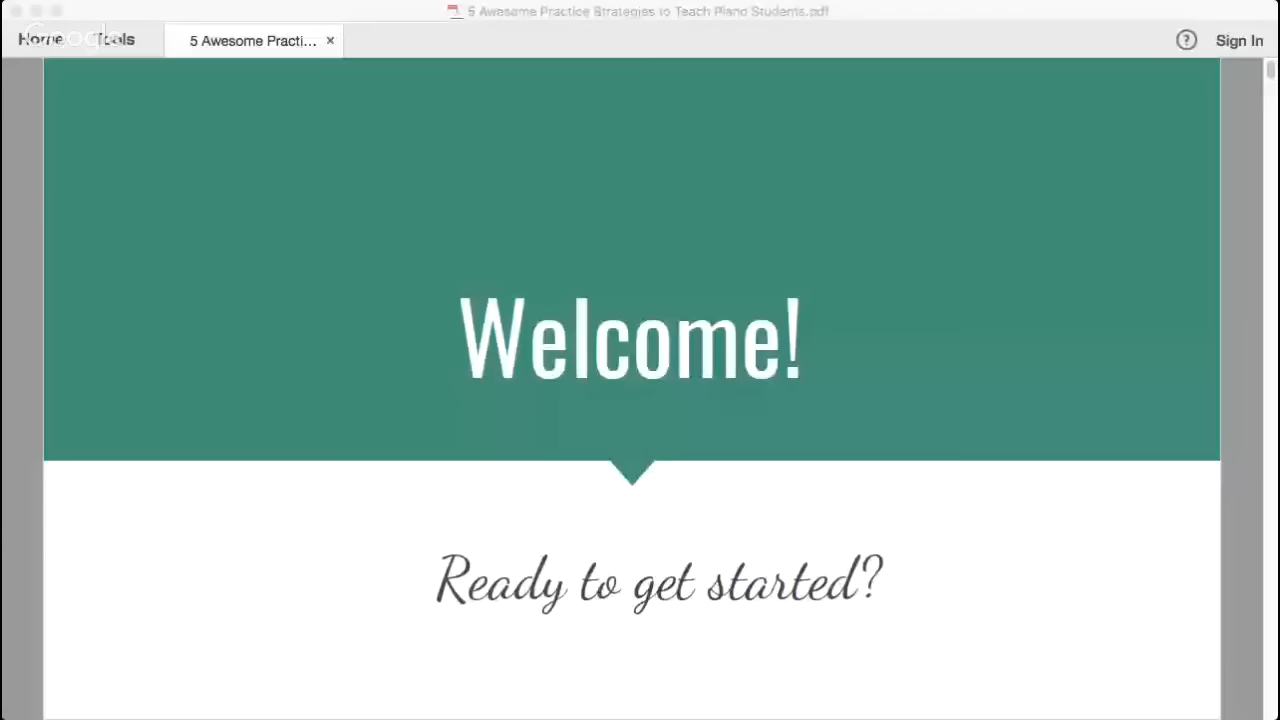 5 Awesome Practice Strategies to Teach Piano Students.pdf
Home Tools 5 Awesome Practi... × ? Sign In
Google
Welcome!
Ready to get started?